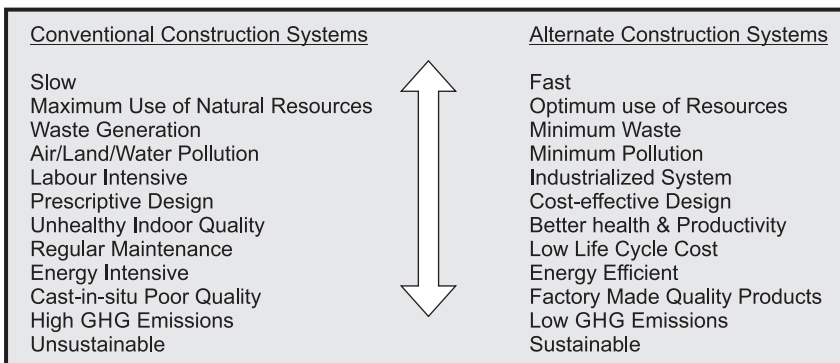 Conventional Construction Systems
Slow
Maximum Use of Natural Resources
Waste Generation
Air/Land/Water Pollution
Labour Intensive
Prescriptive Design
Unhealthy Indoor Quality
Regular Maintenance
Energy Intensive
Cast-in-situ Poor Quality
High GHG Emissions
Unsustainable
Alternate Construction Systems
Fast
Optimum use of Resources
Minimum Waste
Minimum Pollution
Industrialized System
Cost-effective Design
Better health & Productivity
Low Life Cycle Cost
Energy Efficient
Factory Made Quality Products
Low GHG Emissions
Sustainable